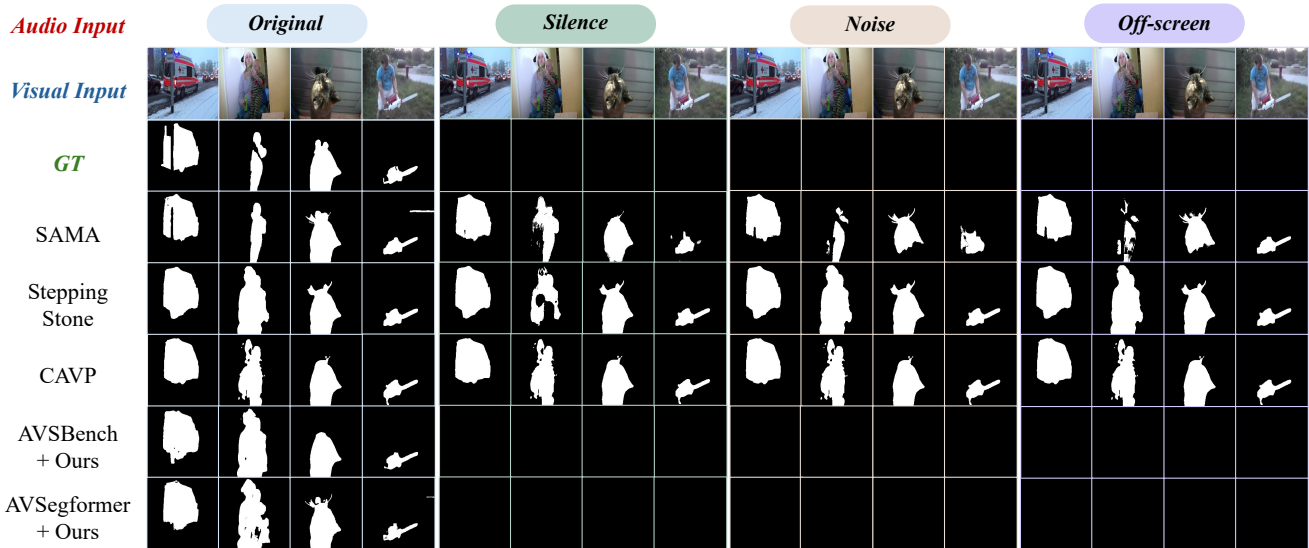 Audio Input
Original
Silence
Noise
Off-screen
Visual Input
GT
SAMA
Stepping
Stone
CAVP
AVSBench
+ Ours
AVSegformer
+ Ours